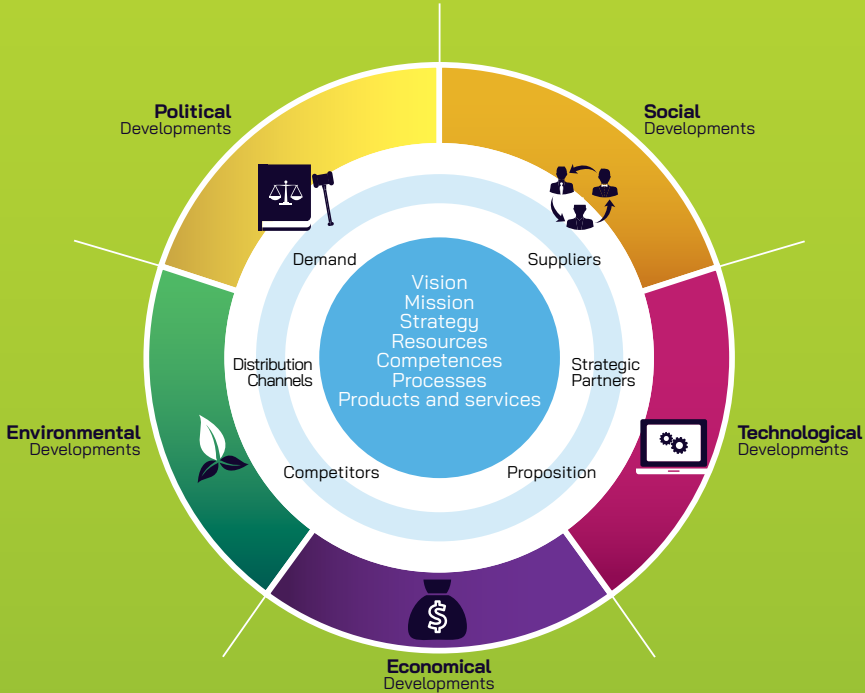 Political
Developments
Social
Developments
Demand
Suppliers
Vision
Mission
Strategy
Resources
Competences
Processes
Products and services
Distribution
Channels
Strategic
Partners
Environmental
Developments
Technological
Developments
Competitors
Proposition
$
Economical
Developments